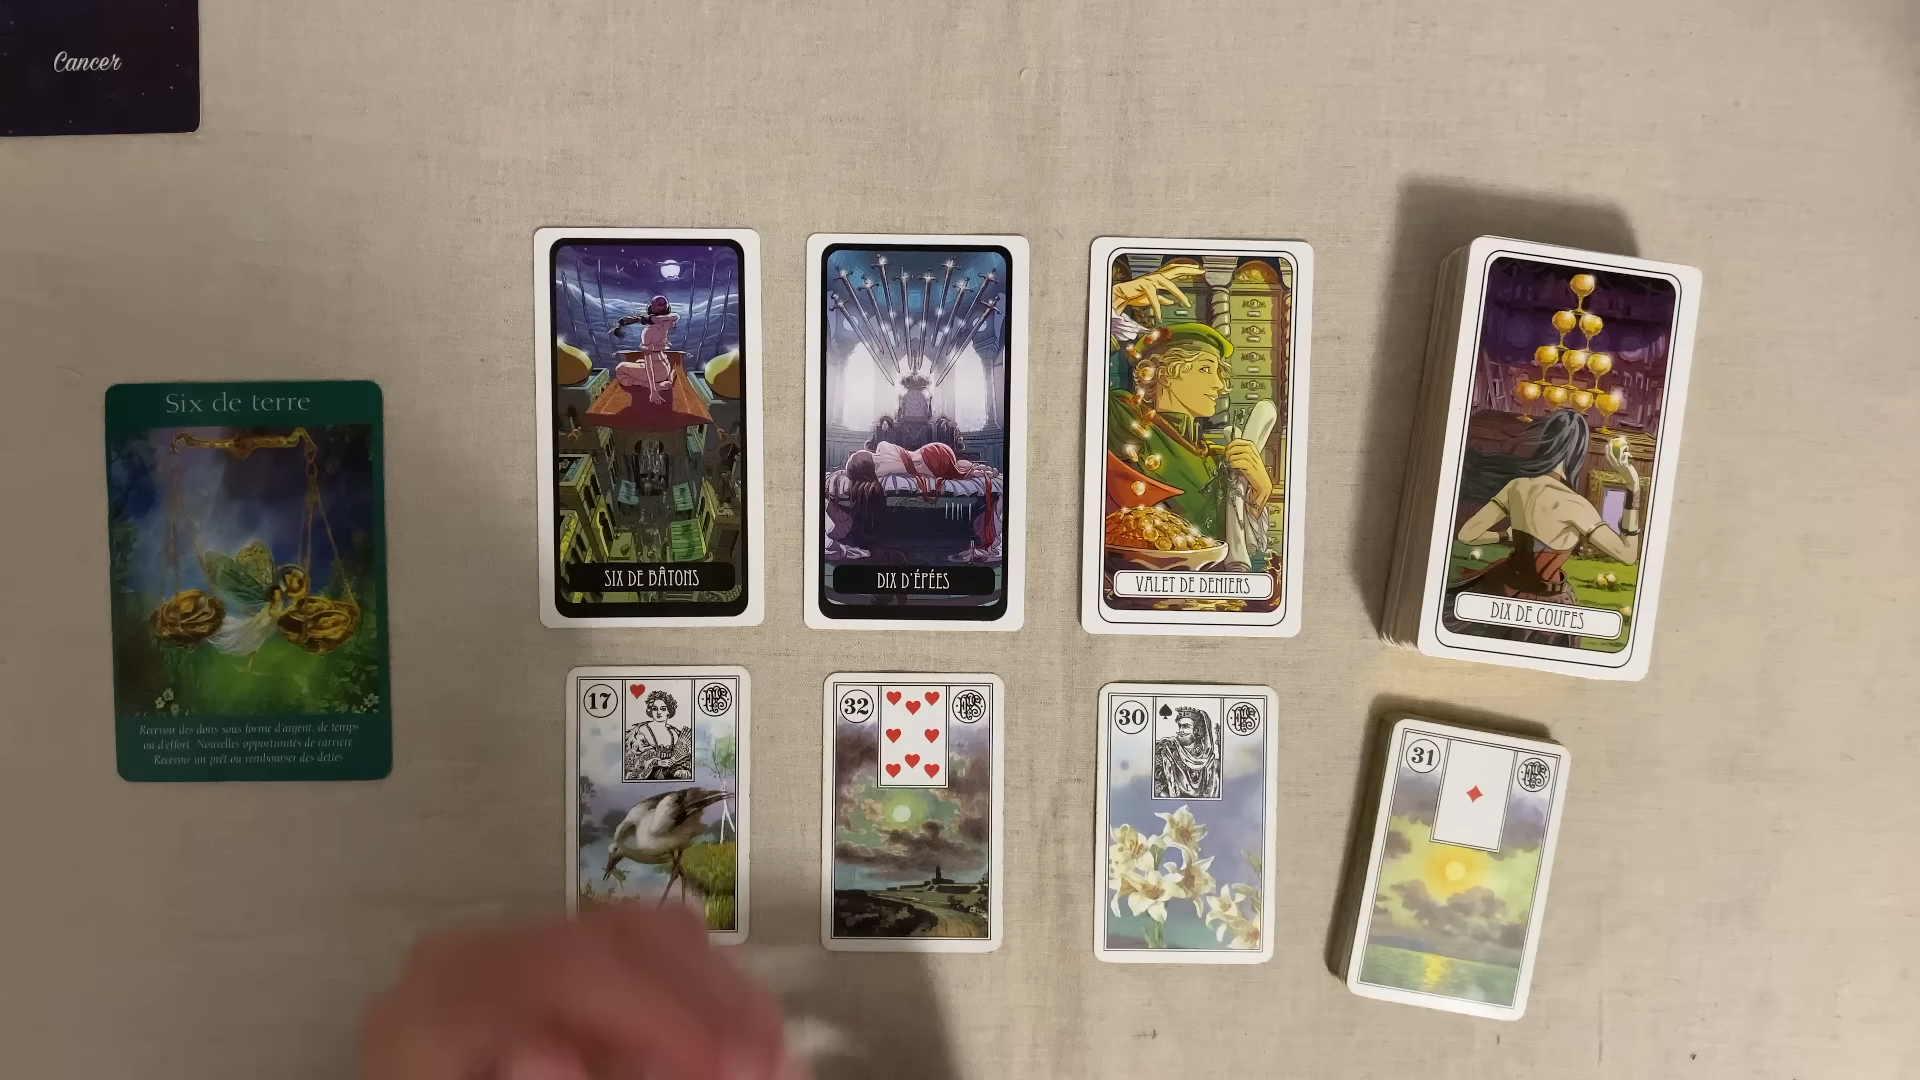 Cancer
Six de terre
Recevoir des dons sous forme d'argent, de temps
ou d'effort. Nouvelles opportunités de carrière
Recevoir un prêt ou rembourser des dettes
SIX DE BÂTONS
DIX D'ÉPÉES
VALET DE DENIERS
DIX DE COUPES
17
32
30
31